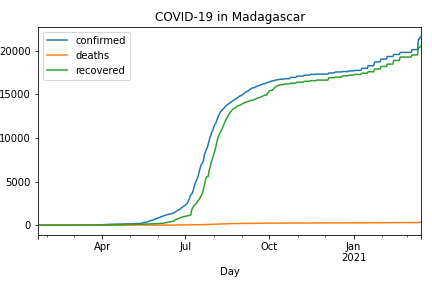 COVID-19 in Madagascar
confirmed
deaths
recovered
20000
15000
10000
5000
0
Apr
Jul
Oct
Jan
2021
Day